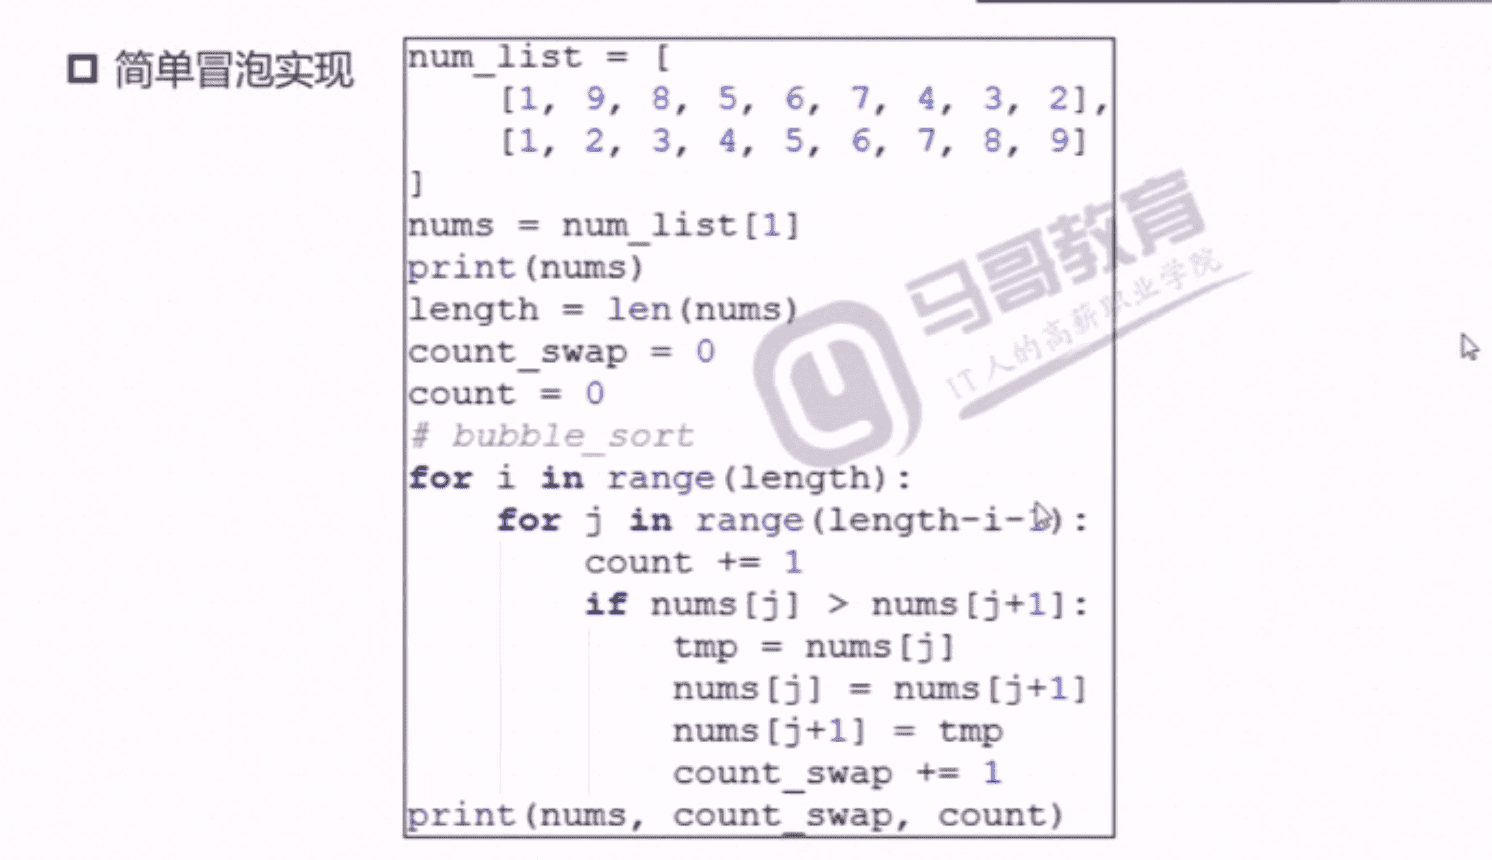 简单冒泡实现
num_list = [
    [1, 9, 8, 5, 6, 7, 4, 3, 2],
    [1, 2, 3, 4, 5, 6, 7, 8, 9]
]
nums = num_list[1]
print(nums)
length = len(nums)
count_swap = 0
count = 0
# bubble_sort
for i in range(length):
    for j in range(length-i-1):
        count += 1
        if nums[j] > nums[j+1]:
            tmp = nums[j]
            nums[j] = nums[j+1]
            nums[j+1] = tmp
            count_swap += 1
print(nums, count_swap, count)
马哥教育
IT人的高薪职业学院